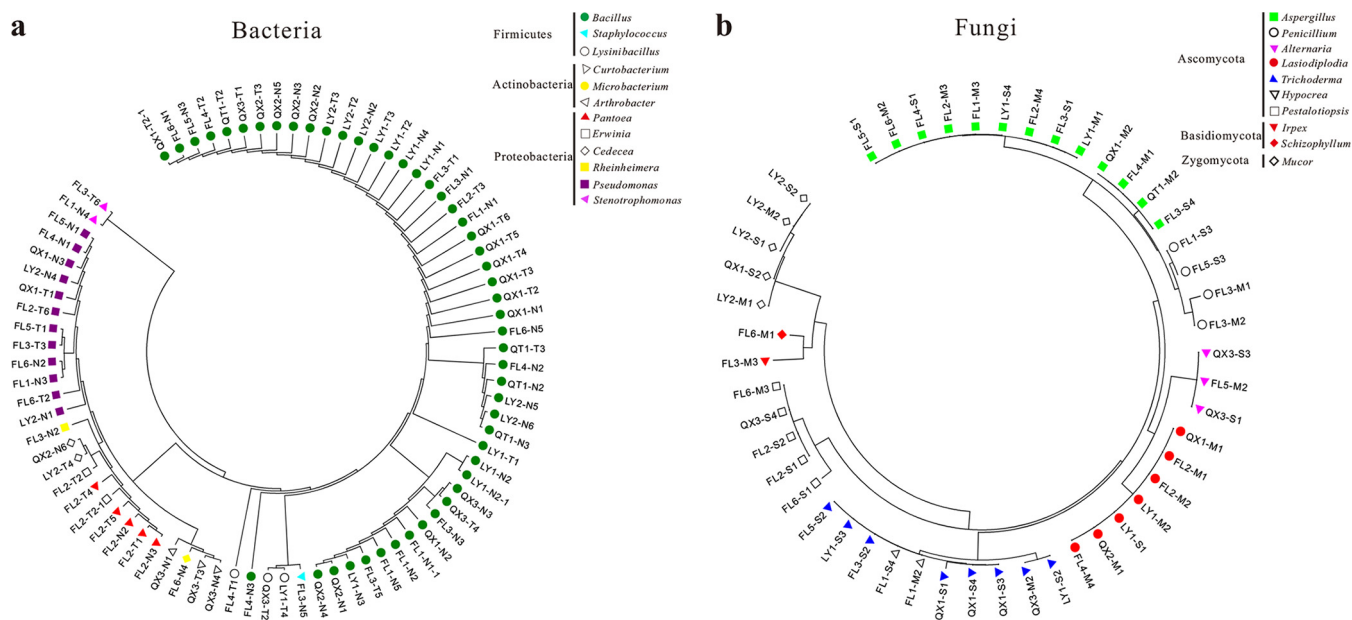 a
Bacteria
Firmicutes
Bacillus
Staphylococcus
Lysinibacillus
Actinobacteria
Curtobacterium
Microbacterium
Arthrobacter
Proteobacteria
Pantoea
Erwinia
Cedecea
Rheinheimera
Pseudomonas
Stenotrophomonas
QX1-T2-1
FL6-N1
FL5-N3
FL4-T2
QT1-T2
QX3-T1
QX2-T3
QX2-N5
QX2-N3
QX2-N2
LY2-T3
LY2-T2
LY2-N2
LY1-T3
LY1-T2
LY1-N4
LY1-N1
FL3-T1
FL3-N1
FL2-T3
FL1-N1
QX1-T6
QX1-T5
QX1-T4
QX1-T3
QX1-T2
QX1-N1
FL6-N5
QT1-T3
FL4-N2
QT1-N2
LY2-N5
LY2-N6
QT1-N3
LY1-T1
LY1-N2
LY1-N2-1
QX3-N3
QX3-T4
FL3-N3
QX1-N2
FL1-N1-1
FL1-N2
FL1-N5
FL3-T5
LY1-N3
QX2-N1
QX2-N4
FL3-N5
LY1-T4
QX3-T2
FL4-N3
FL4-T1
QX3-N4
QX3-T3
FL6-N4
QX3-N1
FL2-N3
FL2-T1
FL2-N2
FL2-T5
FL2-T2-1
FL2-T4
FL2-T2
LY2-T4
QX2-N6
FL3-N2
LY2-N1
FL6-T2
FL1-N3
FL6-N2
FL3-T3
FL5-T1
FL2-T6
QX1-T1
LY2-N4
QX1-N3
FL4-N1
FL5-N1
FL1-N4
FL3-T6
b
Fungi
Ascomycota
Aspergillus
Penicillium
Alternaria
Lasiodiplodia
Trichoderma
Hypocrea
Pestalotiopsis
Basidiomycota
Irpex
Schizophyllum
Zygomycota
Mucor
FL5-S1
FL6-M2
FL4-S1
FL2-M3
FL1-M3
LY1-S4
FL2-M4
FL3-S1
LY1-M1
QX1-M2
FL4-M1
QT1-M2
FL3-S4
FL1-S3
FL5-S3
FL3-M1
FL3-M2
QX3-S3
FL5-M2
QX3-S1
QX1-M1
FL2-M1
FL2-M2
LY1-M2
LY1-S1
QX2-M1
FL4-M4
LY1-S2
QX3-M2
QX1-S3
QX1-S4
QX1-S1
FL1-M2
FL1-S4
FL3-S2
LY1-S3
FL5-S2
FL6-S1
FL2-S1
FL2-S2
QX3-S4
FL6-M3
FL3-M3
FL6-M1
LY2-M1
QX1-S2
LY2-S1
LY2-M2
LY2-S2